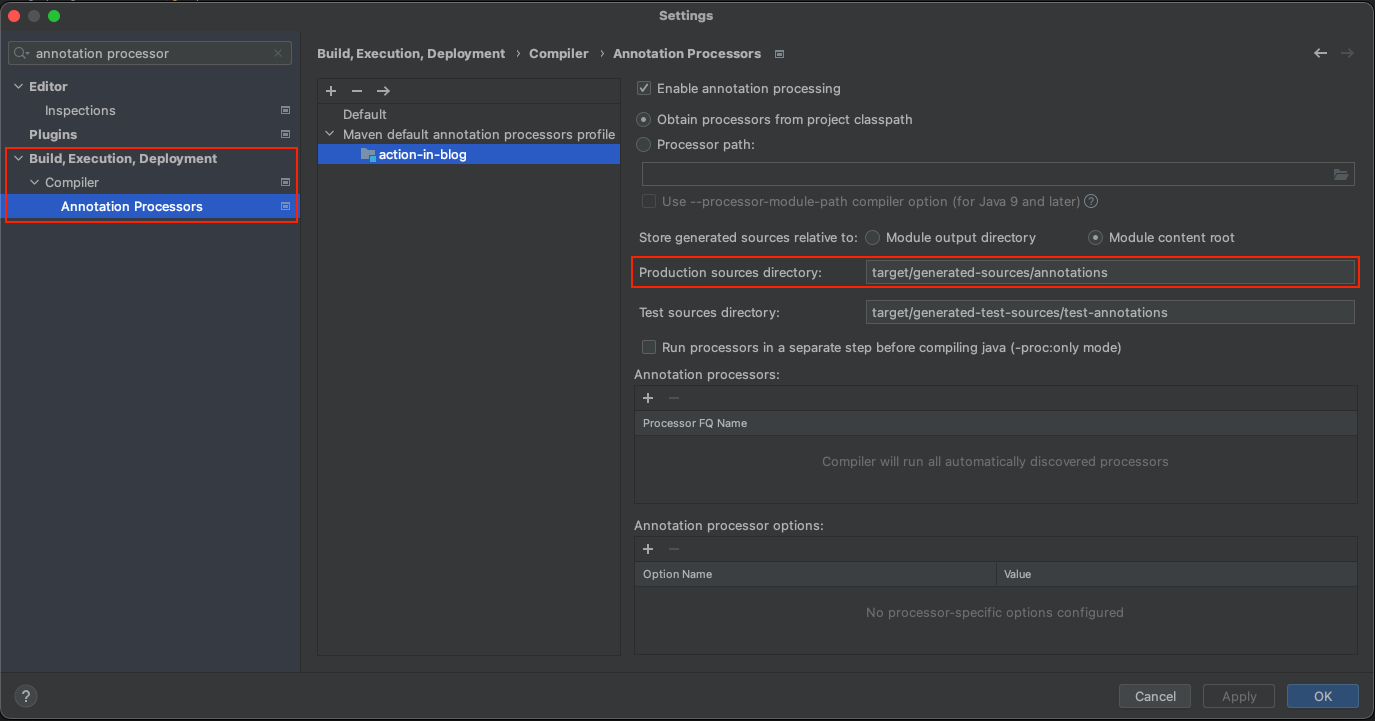 Settings
annotation processor
Editor
Inspections
Plugins
Build, Execution, Deployment
Compiler
Annotation Processors
Build, Execution, Deployment › Compiler › Annotation Processors
Default
Maven default annotation processors profile
action-in-blog
Enable annotation processing
Obtain processors from project classpath
Processor path:
Use --processor-module-path compiler option (for Java 9 and later) ?
Store generated sources relative to: Module output directory Module content root
Production sources directory: target/generated-sources/annotations
Test sources directory: target/generated-test-sources/test-annotations
Run processors in a separate step before compiling java (-proc:only mode)
Annotation processors:
Processor FQ Name
Compiler will run all automatically discovered processors
Annotation processor options:
Option Name Value
No processor-specific options configured
? Cancel Apply OK